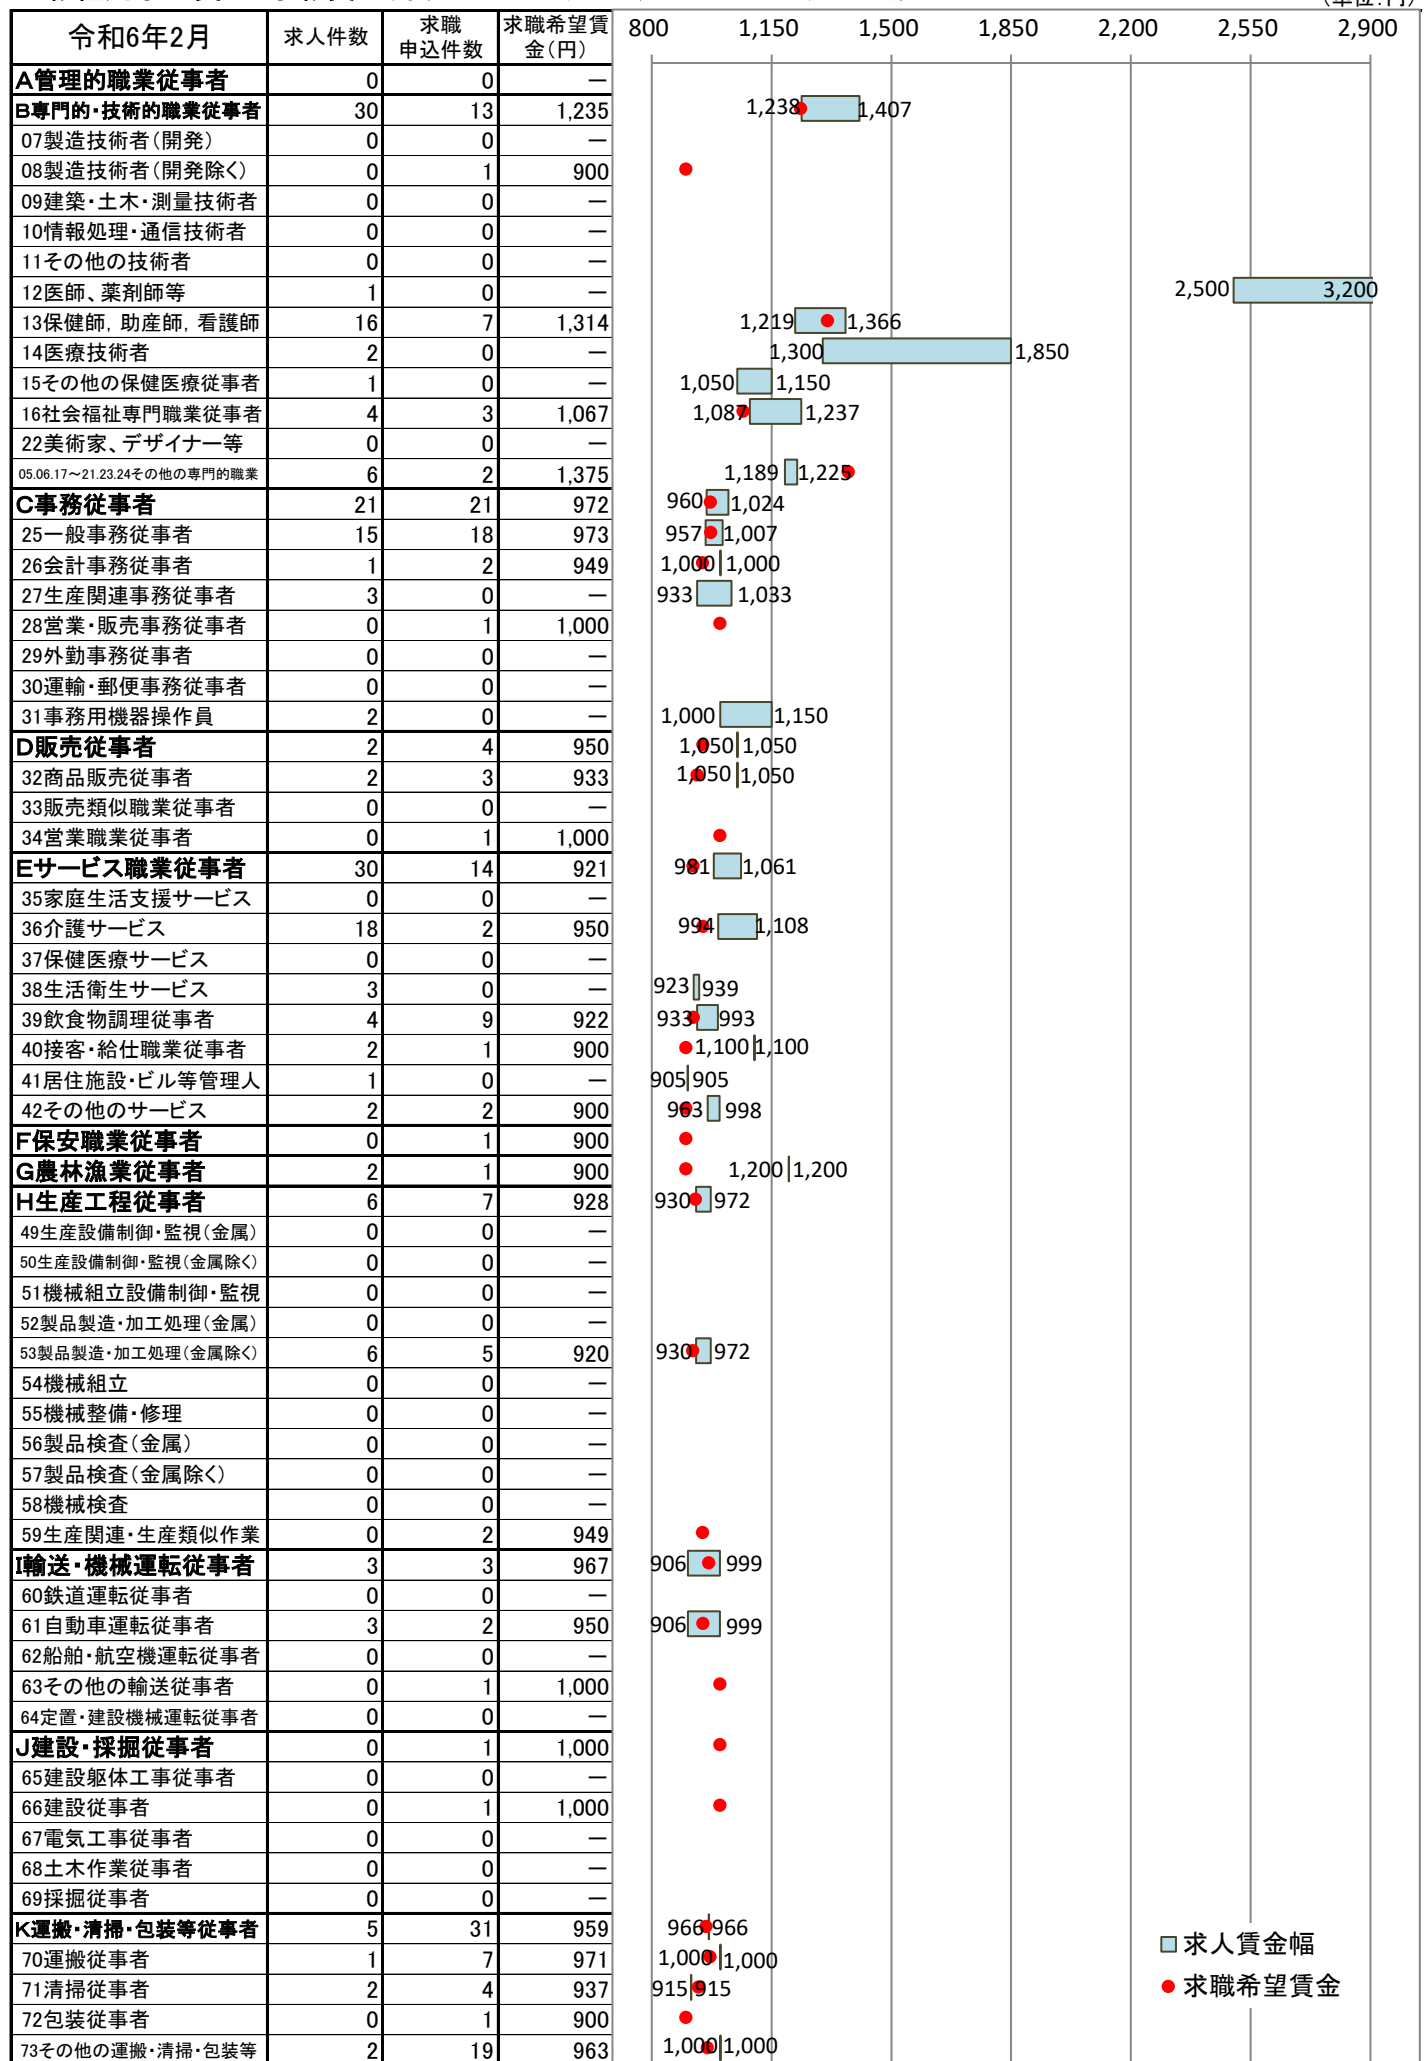 (単位:円)
令和6年2月 求人件数 求職申込件数 求職希望賃金(円) 800 1,150 1,500 1,850 2,200 2,550 2,900
A管理的職業従事者 0 0 —
B専門的・技術的職業従事者 30 13 1,235 1,238 1,407
07製造技術者(開発) 0 0 —
08製造技術者(開発除く) 0 1 900
09建築・土木・測量技術者 0 0 —
10情報処理・通信技術者 0 0 —
11その他の技術者 0 0 —
12医師、薬剤師等 1 0 — 2,500 3,200
13保健師, 助産師, 看護師 16 7 1,314 1,219 1,366
14医療技術者 2 0 — 1,300 1,850
15その他の保健医療従事者 1 0 — 1,050 1,150
16社会福祉専門職業従事者 4 3 1,067 1,087 1,237
22美術家、デザイナー等 0 0 —
05.06.17～21.23.24その他の専門的職業 6 2 1,375 1,189 1,225
C事務従事者 21 21 972 960 1,024
25一般事務従事者 15 18 973 957 1,007
26会計事務従事者 1 2 949 1,000 1,000
27生産関連事務従事者 3 0 — 933 1,033
28営業・販売事務従事者 0 1 1,000
29外勤事務従事者 0 0 —
30運輸・郵便事務従事者 0 0 —
31事務用機器操作員 2 0 — 1,000 1,150
D販売従事者 2 4 950 1,050 1,050
32商品販売従事者 2 3 933 1,050 1,050
33販売類似職業従事者 0 0 —
34営業職業従事者 0 1 1,000
Eサービス職業従事者 30 14 921 981 1,061
35家庭生活支援サービス 0 0 —
36介護サービス 18 2 950 994 1,108
37保健医療サービス 0 0 —
38生活衛生サービス 3 0 — 923 939
39飲食物調理従事者 4 9 922 933 993
40接客・給仕職業従事者 2 1 900 1,100 1,100
41居住施設・ビル等管理人 1 0 — 905 905
42その他のサービス 2 2 900 963 998
F保安職業従事者 0 1 900
G農林漁業従事者 2 1 900 1,200 1,200
H生産工程従事者 6 7 928 930 972
49生産設備制御・監視(金属) 0 0 —
50生産設備制御・監視(金属除く) 0 0 —
51機械組立設備制御・監視 0 0 —
52製品製造・加工処理(金属) 0 0 —
53製品製造・加工処理(金属除く) 6 5 920 930 972
54機械組立 0 0 —
55機械整備・修理 0 0 —
56製品検査(金属) 0 0 —
57製品検査(金属除く) 0 0 —
58機械検査 0 0 —
59生産関連・生産類似作業 0 2 949
I輸送・機械運転従事者 3 3 967 906 999
60鉄道運転従事者 0 0 —
61自動車運転従事者 3 2 950 906 999
62船舶・航空機運転従事者 0 0 —
63その他の輸送従事者 0 1 1,000
64定置・建設機械運転従事者 0 0 —
J建設・採掘従事者 0 1 1,000
65建設躯体工事従事者 0 0 —
66建設従事者 0 1 1,000
67電気工事従事者 0 0 —
68土木作業従事者 0 0 —
69採掘従事者 0 0 —
K運搬・清掃・包装等従事者 5 31 959 966 966
70運搬従事者 1 7 971 1,000 1,000
71清掃従事者 2 4 937 915 915
72包装従事者 0 1 900
73その他の運搬・清掃・包装等 2 19 963 1,000 1,000
求人賃金幅
求職希望賃金